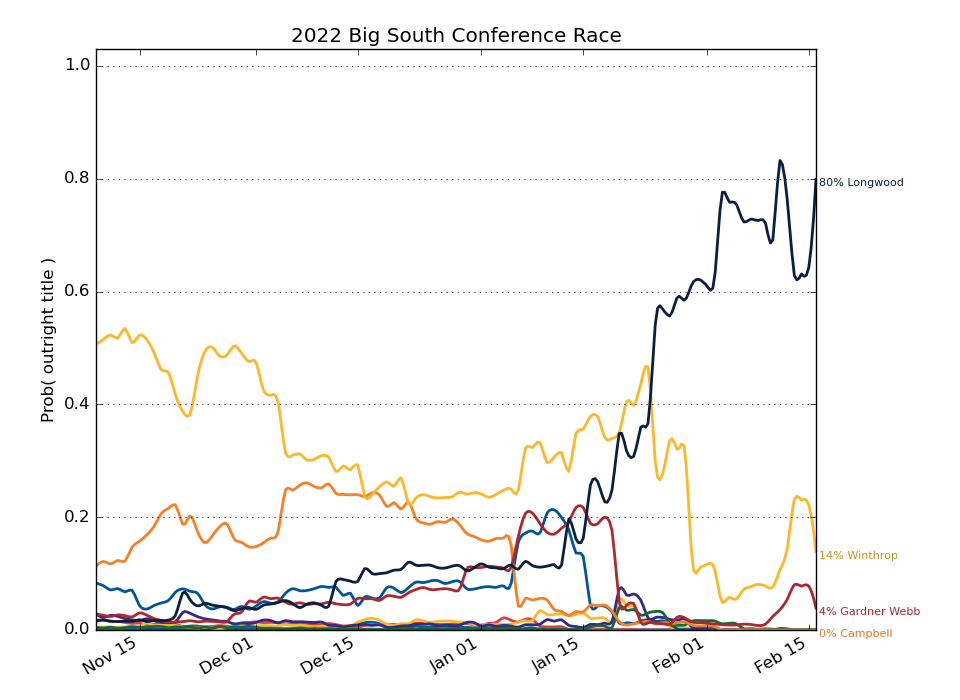 2022 Big South Conference Race
Prob( outright title )
1.0
0.8
0.6
0.4
0.2
0.0
80% Longwood
14% Winthrop
4% Gardner Webb
0% Campbell
Nov 15
Dec 01
Dec 15
Jan 01
Jan 15
Feb 01
Feb 15